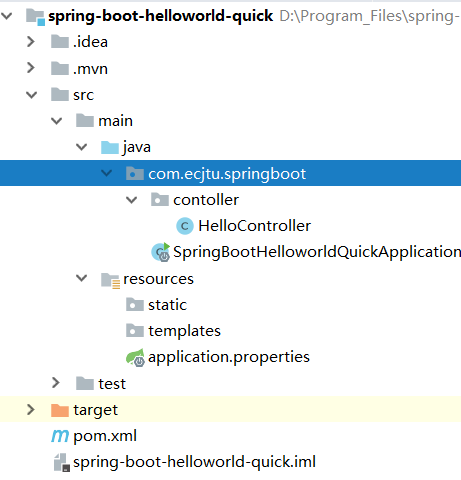 spring-boot-helloworld-quick D:\Program_Files\spring-
.idea
.mvn
src
main
java
com.ecjtu.springboot
contoller
HelloController
SpringBootHelloworldQuickApplication
resources
static
templates
application.properties
test
target
pom.xml
spring-boot-helloworld-quick.iml